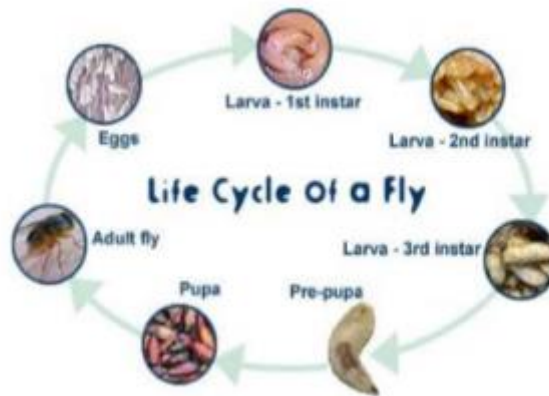 Larva - 1st instar
Eggs
Larva - 2nd instar
Life Cycle Of a Fly
Adult fly
Larva - 3rd instar
Pupa
Pre-pupa